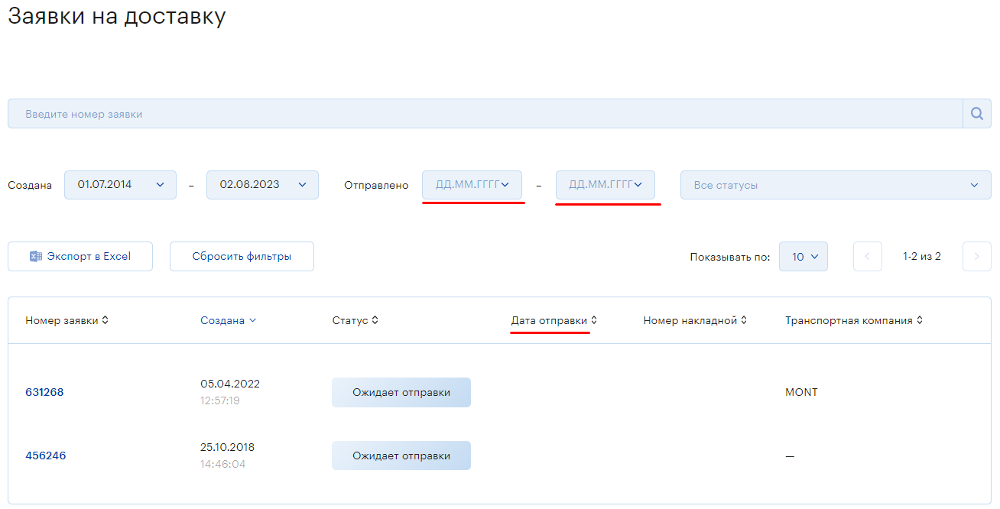 Заявки на доставку
Введите номер заявки
Создана 01.07.2014 – 02.08.2023 Отправлено ДД.ММ.ГГГГ – ДД.ММ.ГГГГ Все статусы
Экспорт в Excel Сбросить фильтры Показывать по: 10 1-2 из 2
Номер заявки Создана Статус Дата отправки Номер накладной Транспортная компания
631268 05.04.2022 12:57:19 Ожидает отправки MONT
456246 25.10.2018 14:46:04 Ожидает отправки —